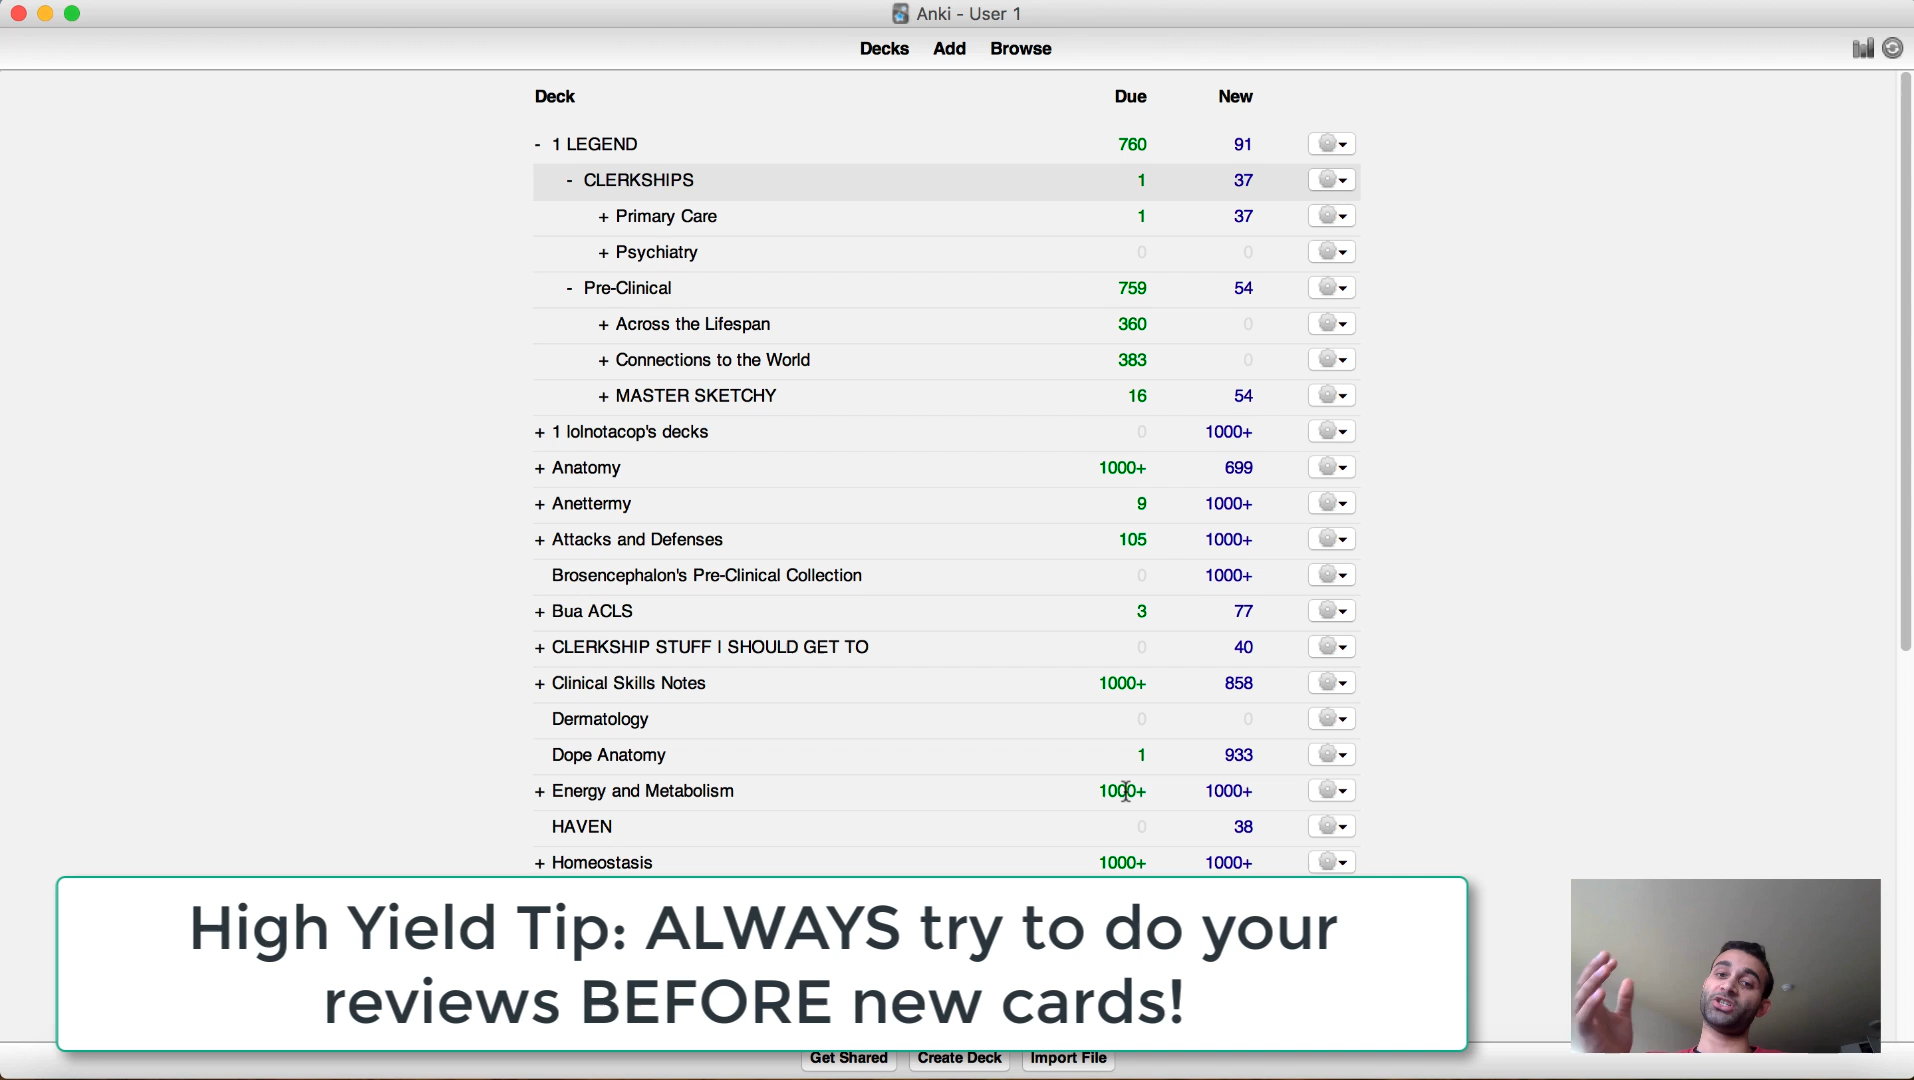 Anki - User 1
Decks Add Browse
Deck Due New
- 1 LEGEND 760 91
- CLERKSHIPS 1 37
+ Primary Care 1 37
+ Psychiatry 0 0
- Pre-Clinical 759 54
+ Across the Lifespan 360 0
+ Connections to the World 383 0
+ MASTER SKETCHY 16 54
+ 1 lolnotacop's decks 0 1000+
+ Anatomy 1000+ 699
+ Anettermy 9 1000+
+ Attacks and Defenses 105 1000+
Brosencephalon's Pre-Clinical Collection 0 1000+
+ Bua ACLS 3 77
+ CLERKSHIP STUFF I SHOULD GET TO 0 40
+ Clinical Skills Notes 1000+ 858
Dermatology 0 0
Dope Anatomy 1 933
+ Energy and Metabolism 1000+ 1000+
HAVEN 0 38
+ Homeostasis 1000+ 1000+
High Yield Tip: ALWAYS try to do your
reviews BEFORE new cards!
Get Shared Create Deck Import File